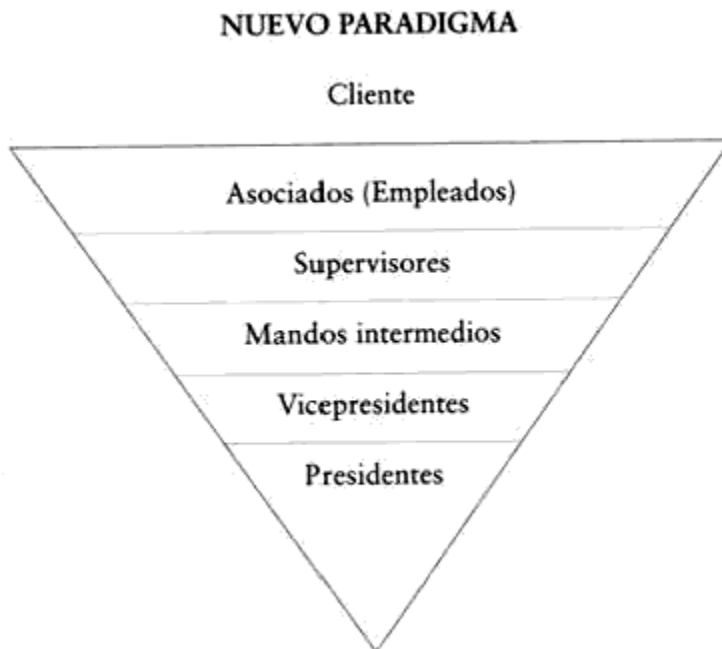 NUEVO PARADIGMA
Cliente
Asociados (Empleados)
Supervisores
Mandos intermedios
Vicepresidentes
Presidentes